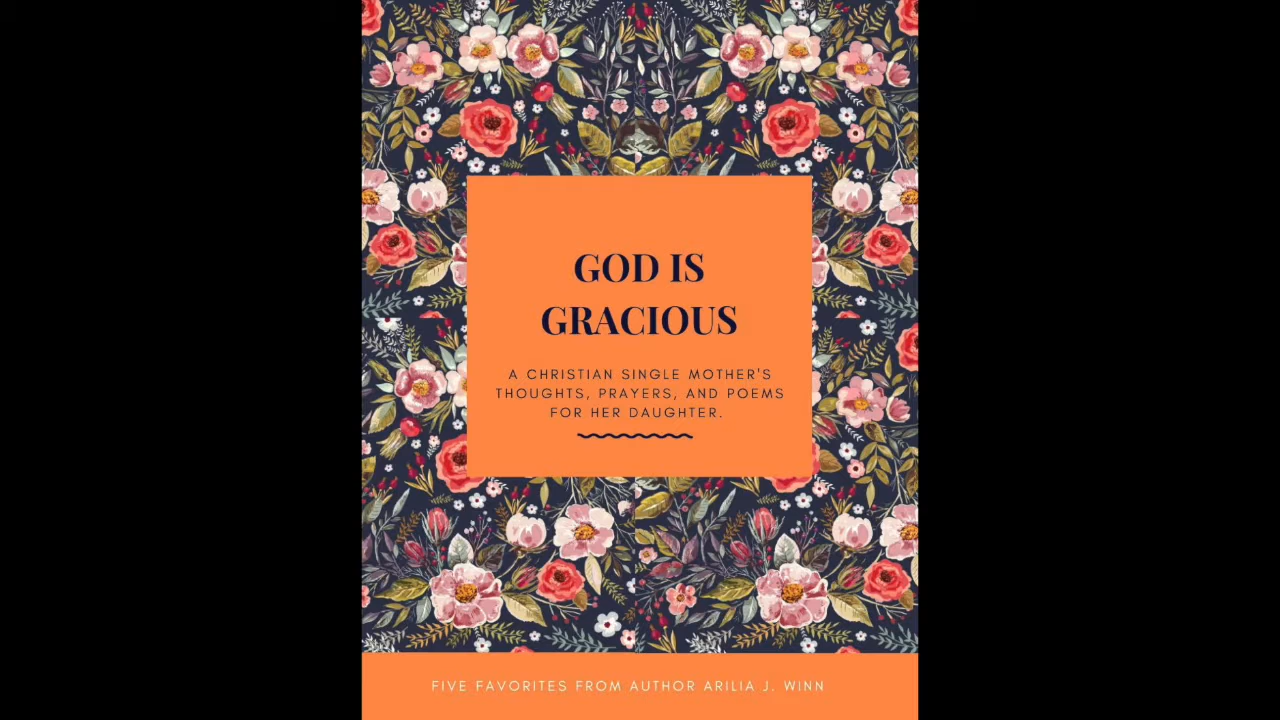 GOD IS
GRACIOUS
A CHRISTIAN SINGLE MOTHER'S
THOUGHTS, PRAYERS, AND POEMS
FOR HER DAUGHTER.
FIVE FAVORITES FROM AUTHOR ARILIA J. WINN